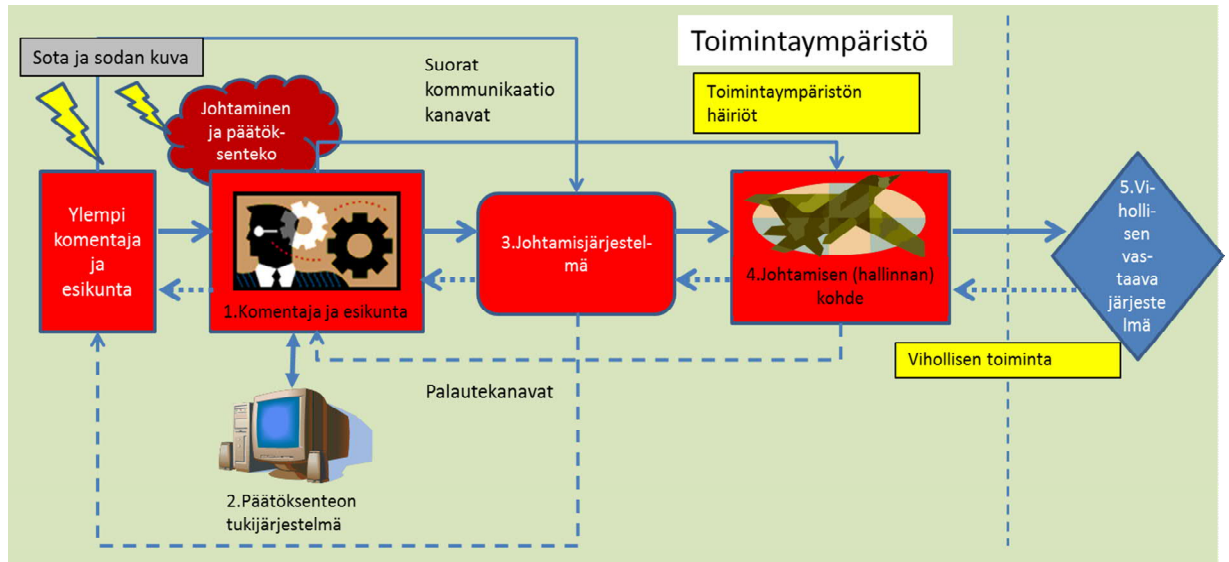 Toimintaympäristö
Sota ja sodan kuva
Suorat
kommunikaatio
kanavat
Toimintaympäristön
häiriöt
Johtaminen
ja päätök-
senteko
Ylempi
komentaja
ja
esikunta
1.Komentaja ja esikunta
3.Johtamisjärjestel-
mä
4.Johtamisen (hallinnan)
kohde
5.Vi-
holli-
sen
vas-
taava
järjeste
lmä
Vihollisen toiminta
Palautekanavat
2.Päätöksenteon
tukijärjestelmä